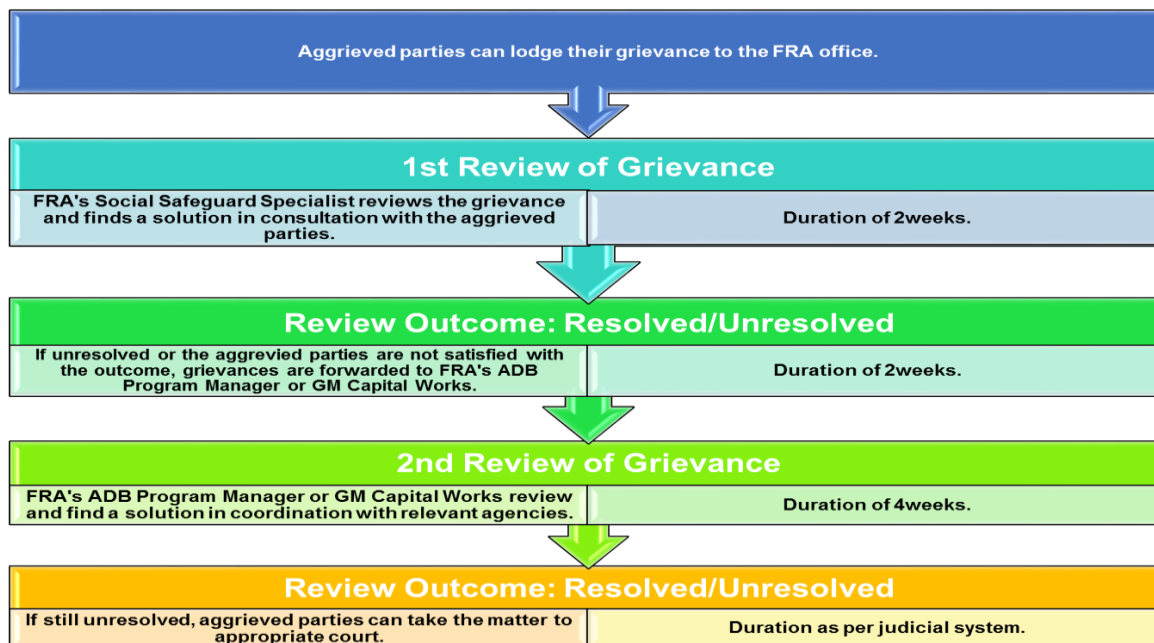 Aggrieved parties can lodge their grievance to the FRA office.
1st Review of Grievance
FRA's Social Safeguard Specialist reviews the grievance
and finds a solution in consultation with the aggrieved
parties.
Duration of 2weeks.
Review Outcome: Resolved/Unresolved
If unresolved or the aggrevied parties are not satisfied with
the outcome, grievances are forwarded to FRA's ADB
Program Manager or GM Capital Works.
Duration of 2weeks.
2nd Review of Grievance
FRA's ADB Program Manager or GM Capital Works review
and find a solution in coordination with relevant agencies.
Duration of 4weeks.
Review Outcome: Resolved/Unresolved
If still unresolved, aggrieved parties can take the matter to
appropriate court.
Duration as per judicial system.